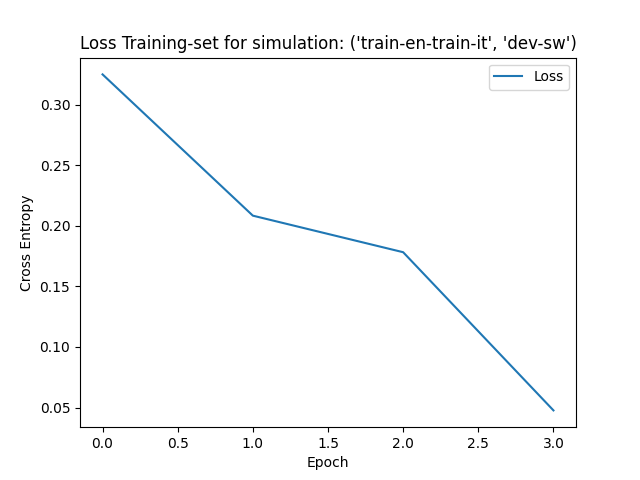 Loss Training-set for simulation: ('train-en-train-it', 'dev-sw')
Loss
0.30
0.25
0.20
0.15
0.10
0.05
Cross Entropy
0.0 0.5 1.0 1.5 2.0 2.5 3.0
Epoch